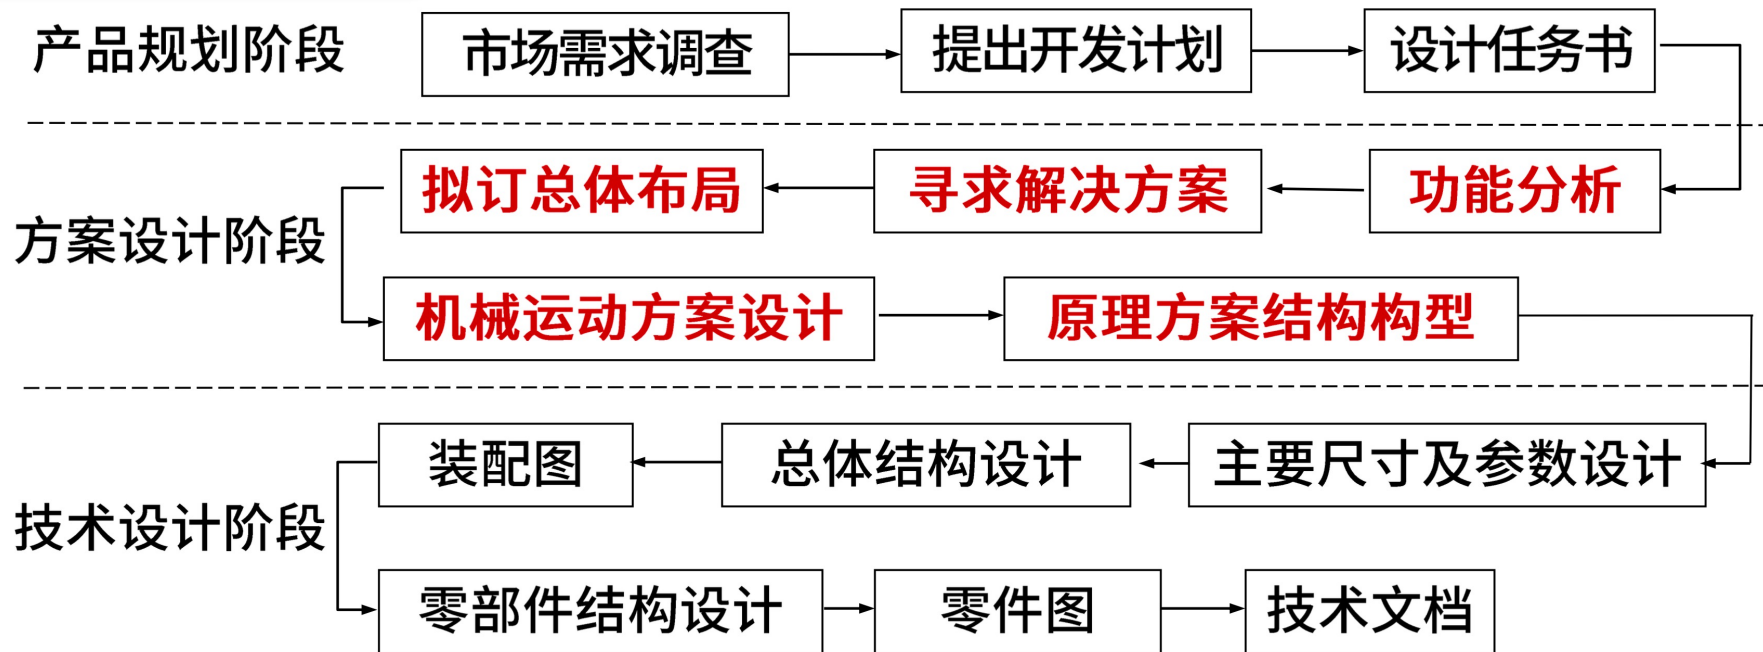 产品规划阶段
市场需求调查
提出开发计划
设计任务书
方案设计阶段
功能分析
寻求解决方案
拟订总体布局
机械运动方案设计
原理方案结构构型
技术设计阶段
主要尺寸及参数设计
总体结构设计
装配图
零部件结构设计
零件图
技术文档